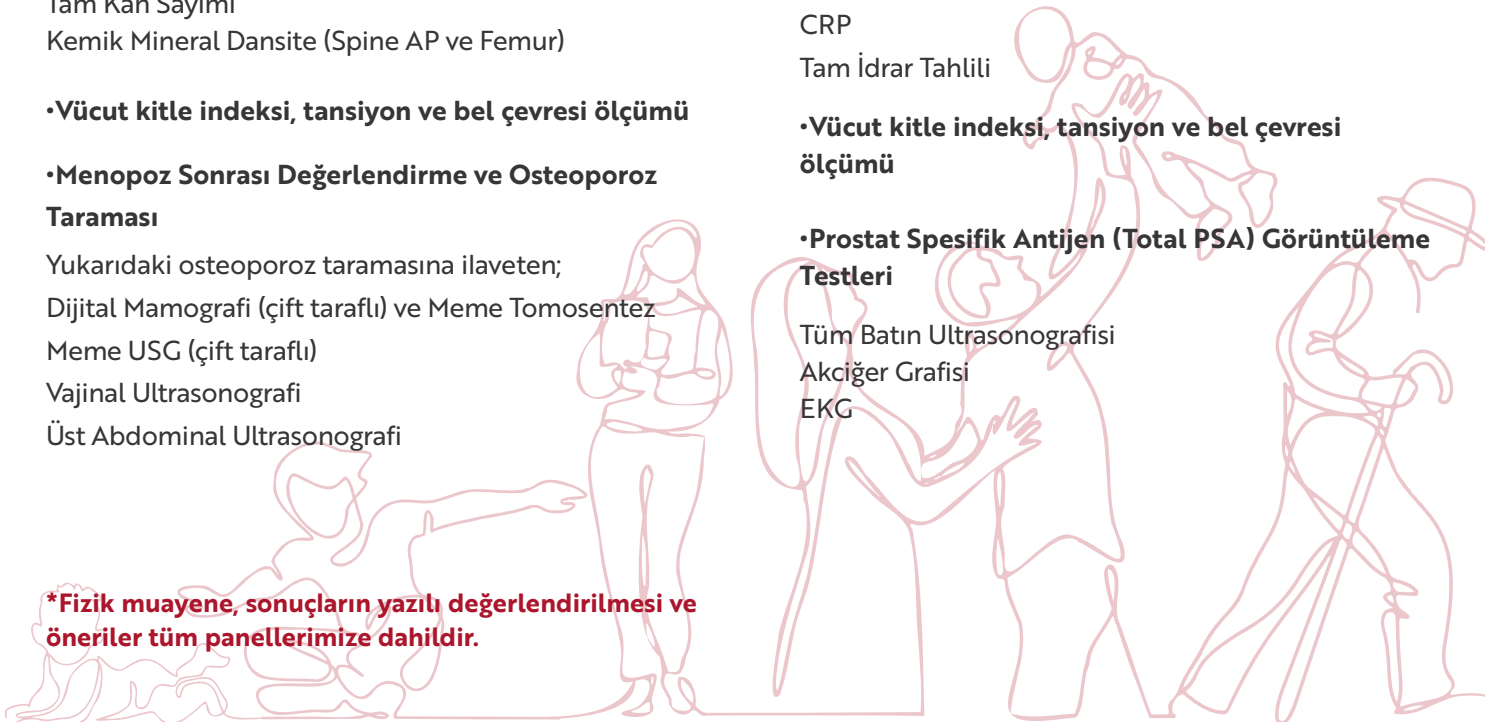 Tam Kan Sayımı
Kemik Mineral Dansite (Spine AP ve Femur)
•Vücut kitle indeksi, tansiyon ve bel çevresi ölçümü
•Menopoz Sonrası Değerlendirme ve Osteoporoz
Taraması
Yukarıdaki osteoporoz taramasına ilaveten;
Dijital Mamografi (çift taraflı) ve Meme Tomosentez
Meme USG (çift taraflı)
Vajinal Ultrasonografi
Üst Abdominal Ultrasonografi
*Fizik muayene, sonuçların yazılı değerlendirilmesi ve
öneriler tüm panellerimize dahildir.
CRP
Tam İdrar Tahlili
•Vücut kitle indeksi, tansiyon ve bel çevresi
ölçümü
•Prostat Spesifik Antijen (Total PSA) Görüntüleme
Testleri
Tüm Batın Ultrasonografisi
Akciğer Grafisi
EKG